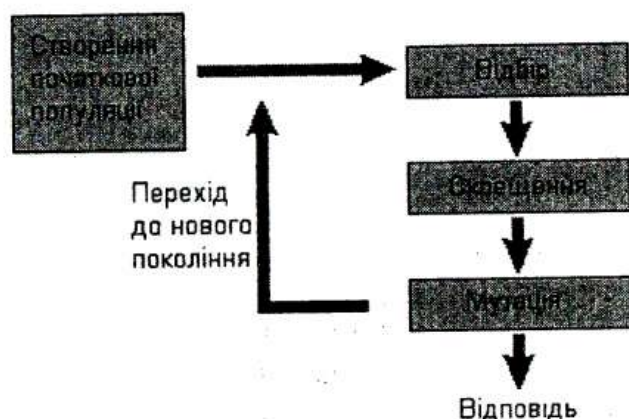 Створення
початкової
популяції
Відбір
Схрещення
Перехід
до нового
покоління
Мутація
Відповідь